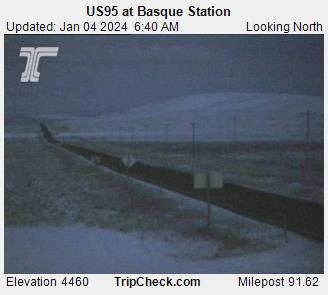 US95 at Basque Station
Updated: Jan 04 2024 6:40 AM Looking North
Elevation 4460 TripCheck.com Milepost 91.62